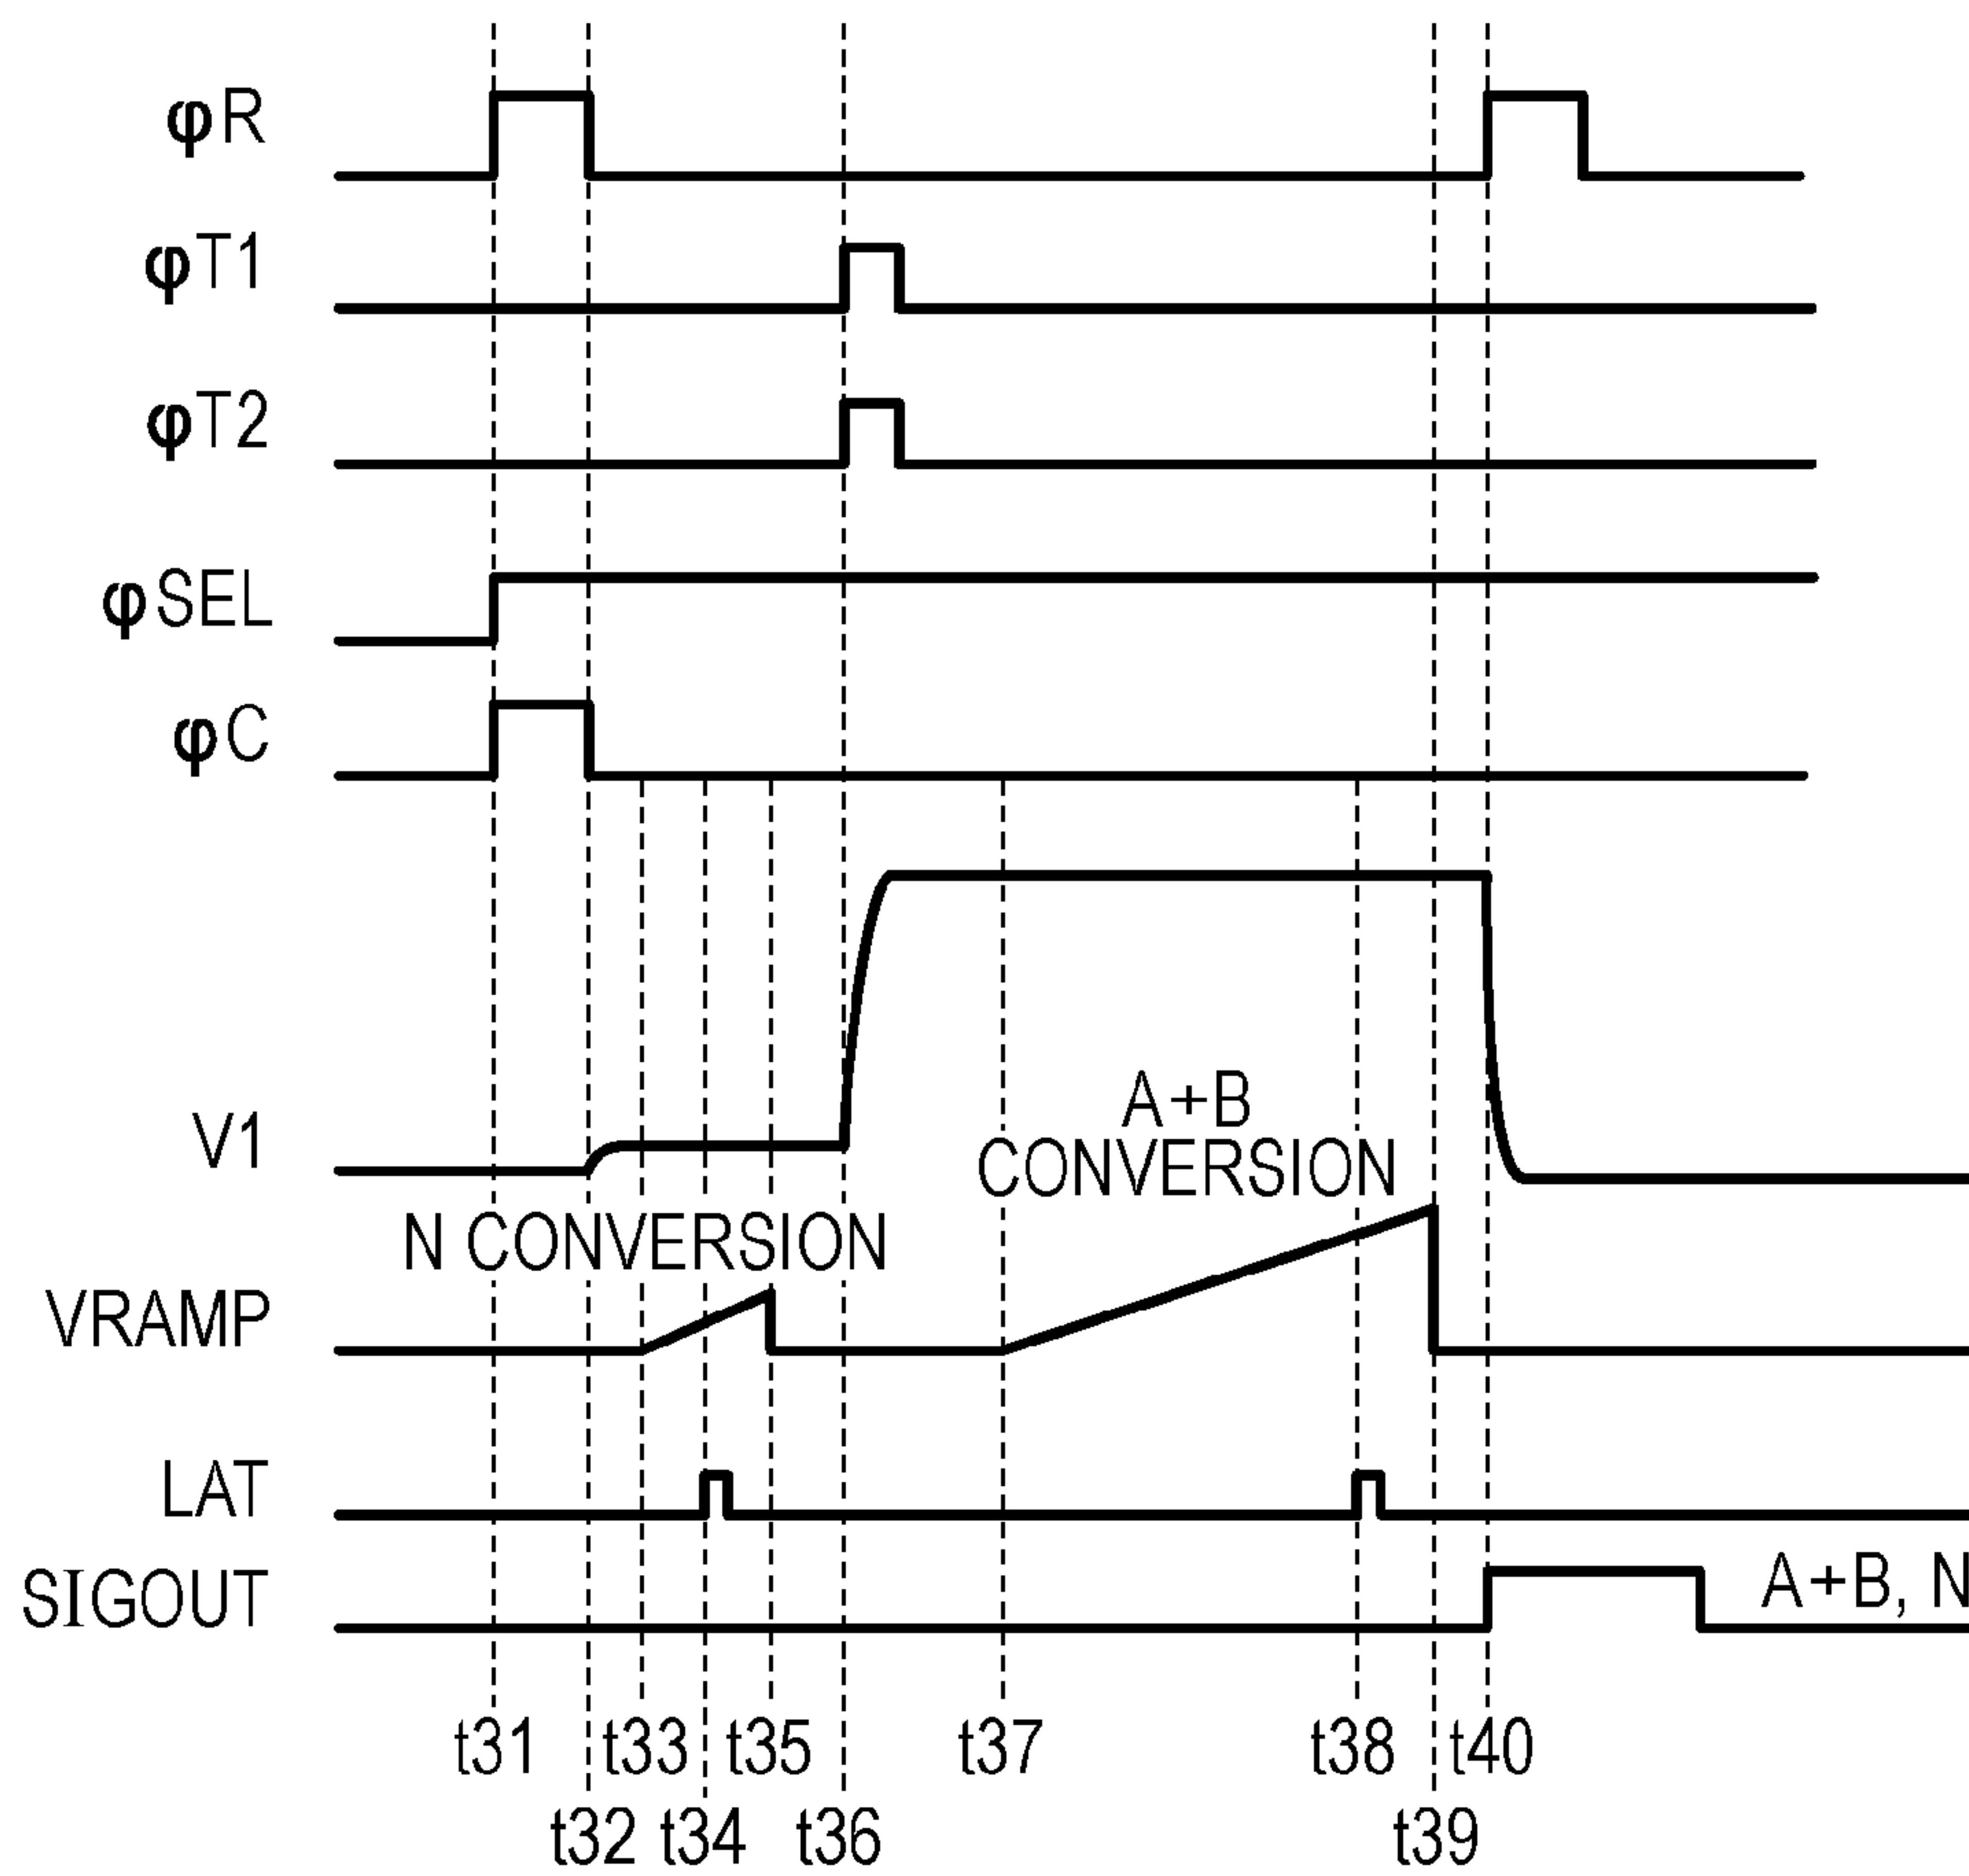 φR
φT1
φT2
φSEL
φC
V1
A+B
CONVERSION
N CONVERSION
VRAMP
LAT
SIGOUT
A+B, N
t31
t33
t35
t37
t38
t40
t32
t34
t36
t39